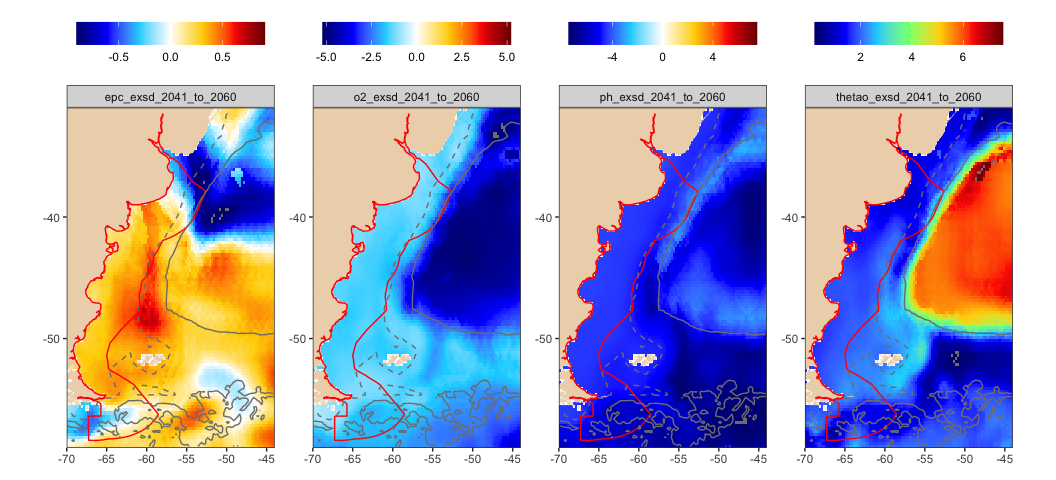 -0.5 0.0 0.5
-5.0 -2.5 0.0 2.5 5.0
-4 0 4
2 4 6
epc_exsd_2041_to_2060
o2_exsd_2041_to_2060
ph_exsd_2041_to_2060
thetao_exsd_2041_to_2060
-40 -40 -40 -40
-50 -50 -50 -50
-70 -65 -60 -55 -50 -45
-70 -65 -60 -55 -50 -45
-70 -65 -60 -55 -50 -45
-70 -65 -60 -55 -50 -45